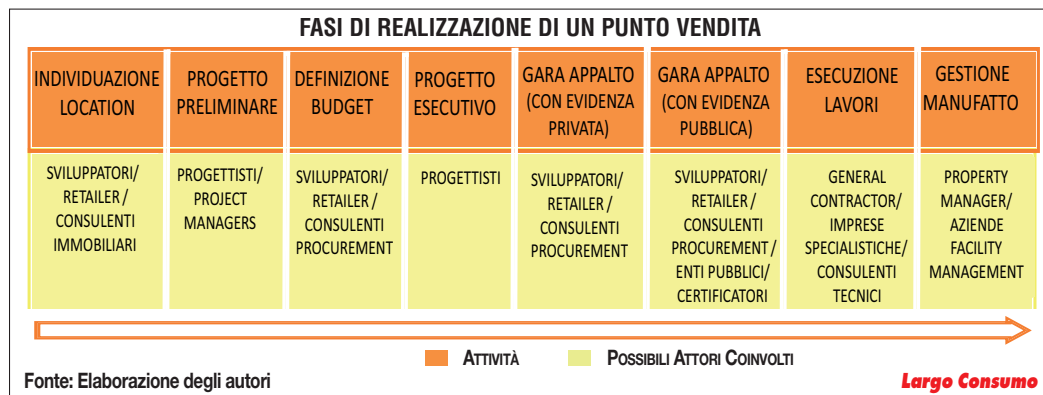 FASI DI REALIZZAZIONE DI UN PUNTO VENDITA
INDIVIDUAZIONE
LOCATION
PROGETTO
PRELIMINARE
DEFINIZIONE
BUDGET
PROGETTO
ESECUTIVO
GARA APPALTO
(CON EVIDENZA
PRIVATA)
GARA APPALTO
(CON EVIDENZA
PUBBLICA)
ESECUZIONE
LAVORI
GESTIONE
MANUFATTO
SVILUPPATORI/
RETAILER /
CONSULENTI
IMMOBILIARI
PROGETTISTI/
PROJECT
MANAGERS
SVILUPPATORI/
RETAILER /
CONSULENTI
PROCUREMENT
PROGETTISTI
SVILUPPATORI/
RETAILER /
CONSULENTI
PROCUREMENT
SVILUPPATORI/
RETAILER /
CONSULENTI
PROCUREMENT /
ENTI PUBBLICI/
CERTIFICATORI
GENERAL
CONTRACTOR/
IMPRESE
SPECIALISTICHE/
CONSULENTI
TECNICI
PROPERTY
MANAGER/
AZIENDE
FACILITY
MANAGEMENT
ATTIVITÀ
POSSIBILI ATTORI COINVOLTI
Fonte: Elaborazione degli autori
Largo Consumo